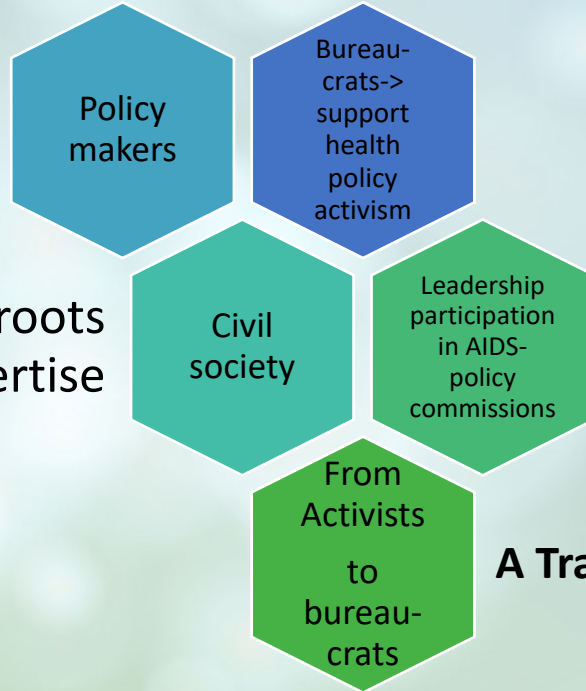 Policy
makers
Bureau-
crats->
support
health
policy
activism
roots
ertise
Civil
society
Leadership
participation
in AIDS-
policy
commissions
From
Activists
to
bureau-
crats
A Tra